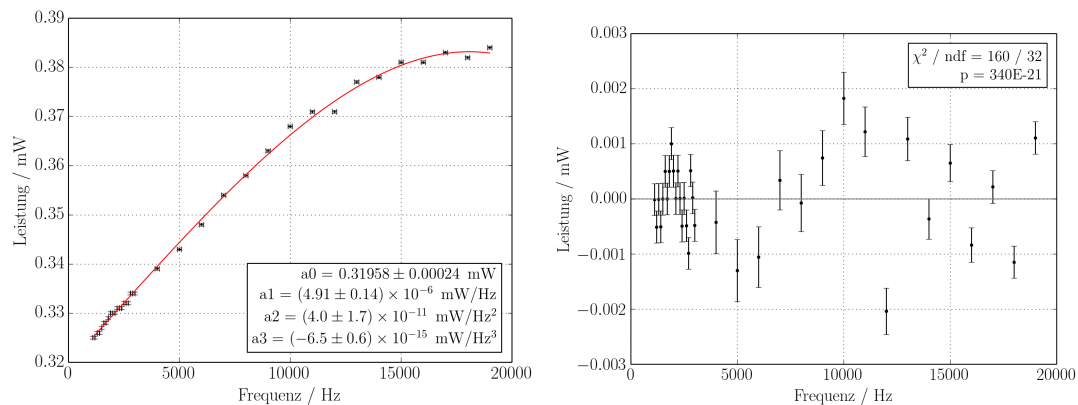 0.39
0.38
0.37
0.36
0.35
0.34
0.33
0.32
Leistung / mW
a0 = 0.31958 ± 0.00024 mW
a1 = (4.91 ± 0.14) × 10⁻⁶ mW/Hz
a2 = (4.0 ± 1.7) × 10⁻¹¹ mW/Hz²
a3 = (−6.5 ± 0.6) × 10⁻¹⁵ mW/Hz³
0 5000 10000 15000 20000
Frequenz / Hz
0.003
0.002
0.001
0.000
−0.001
−0.002
−0.003
Leistung / mW
χ² / ndf = 160 / 32
p = 340E-21
0 5000 10000 15000 20000
Frequenz / Hz